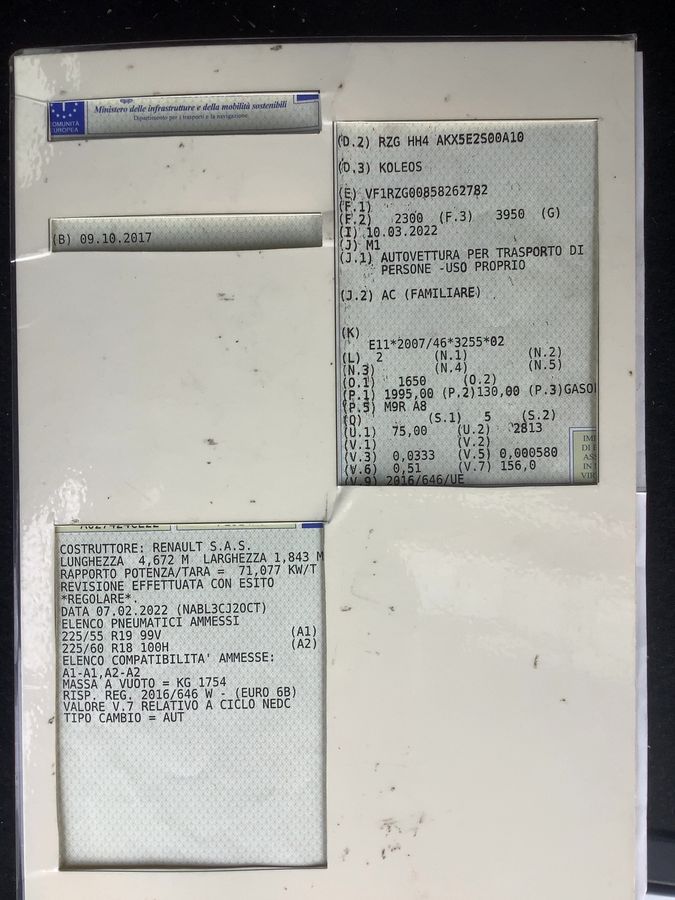 COMUNITÀ
EUROPEA
Ministero delle infrastrutture e della mobilità sostenibili
Dipartimento per i trasporti e la navigazione
(B) 09.10.2017
(D.2) RZG HH4 AKX5E2S00A10
(D.3) KOLEOS
(E) VF1RZG00858262782
(F.1)
(F.2) 2300 (F.3) 3950 (G)
(I) 10.03.2022
(J) M1
(J.1) AUTOVETTURA PER TRASPORTO DI
PERSONE -USO PROPRIO
(J.2) AC (FAMILIARE)
(K)
E11*2007/46*3255*02
(L) 2 (N.1) (N.2)
(N.3) (N.4) (N.5)
(O.1) 1650 (O.2)
(P.1) 1995,00 (P.2)130,00 (P.3)GASO
(P.5) M9R A8
(Q) (S.1) 5 (S.2)
(U.1) 75,00 (U.2) 2813
(V.1) (V.2)
(V.3) 0,0333 (V.5) 0,000580
(V.6) 0,51 (V.7) 156,0
(V.9) 2016/646/UE
COSTRUTTORE: RENAULT S.A.S.
LUNGHEZZA 4,672 M LARGHEZZA 1,843 M
RAPPORTO POTENZA/TARA = 71,077 KW/T
REVISIONE EFFETTUATA CON ESITO
*REGOLARE*.
DATA 07.02.2022 (NABL3CJ2OCT)
ELENCO PNEUMATICI AMMESSI
225/55 R19 99V (A1)
225/60 R18 100H (A2)
ELENCO COMPATIBILITA' AMMESSE:
A1-A1,A2-A2
MASSA A VUOTO = KG 1754
RISP. REG. 2016/646 W - (EURO 6B)
VALORE V.7 RELATIVO A CICLO NEDC
TIPO CAMBIO = AUT